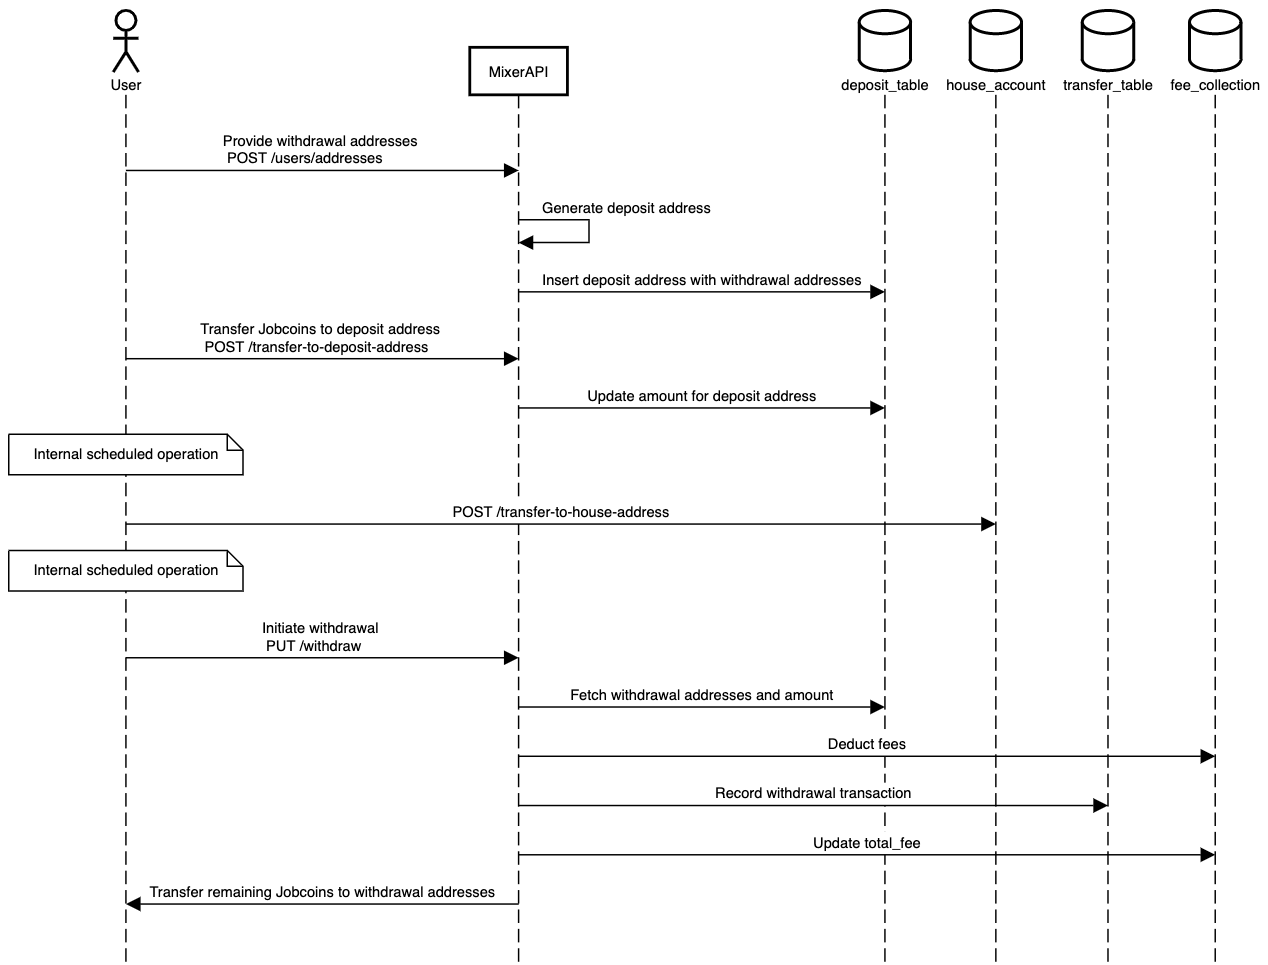 User
MixerAPI
deposit_table
house_account
transfer_table
fee_collection
Provide withdrawal addresses
POST /users/addresses
Generate deposit address
Insert deposit address with withdrawal addresses
Transfer Jobcoins to deposit address
POST /transfer-to-deposit-address
Update amount for deposit address
Internal scheduled operation
POST /transfer-to-house-address
Internal scheduled operation
Initiate withdrawal
PUT /withdraw
Fetch withdrawal addresses and amount
Deduct fees
Record withdrawal transaction
Update total_fee
Transfer remaining Jobcoins to withdrawal addresses